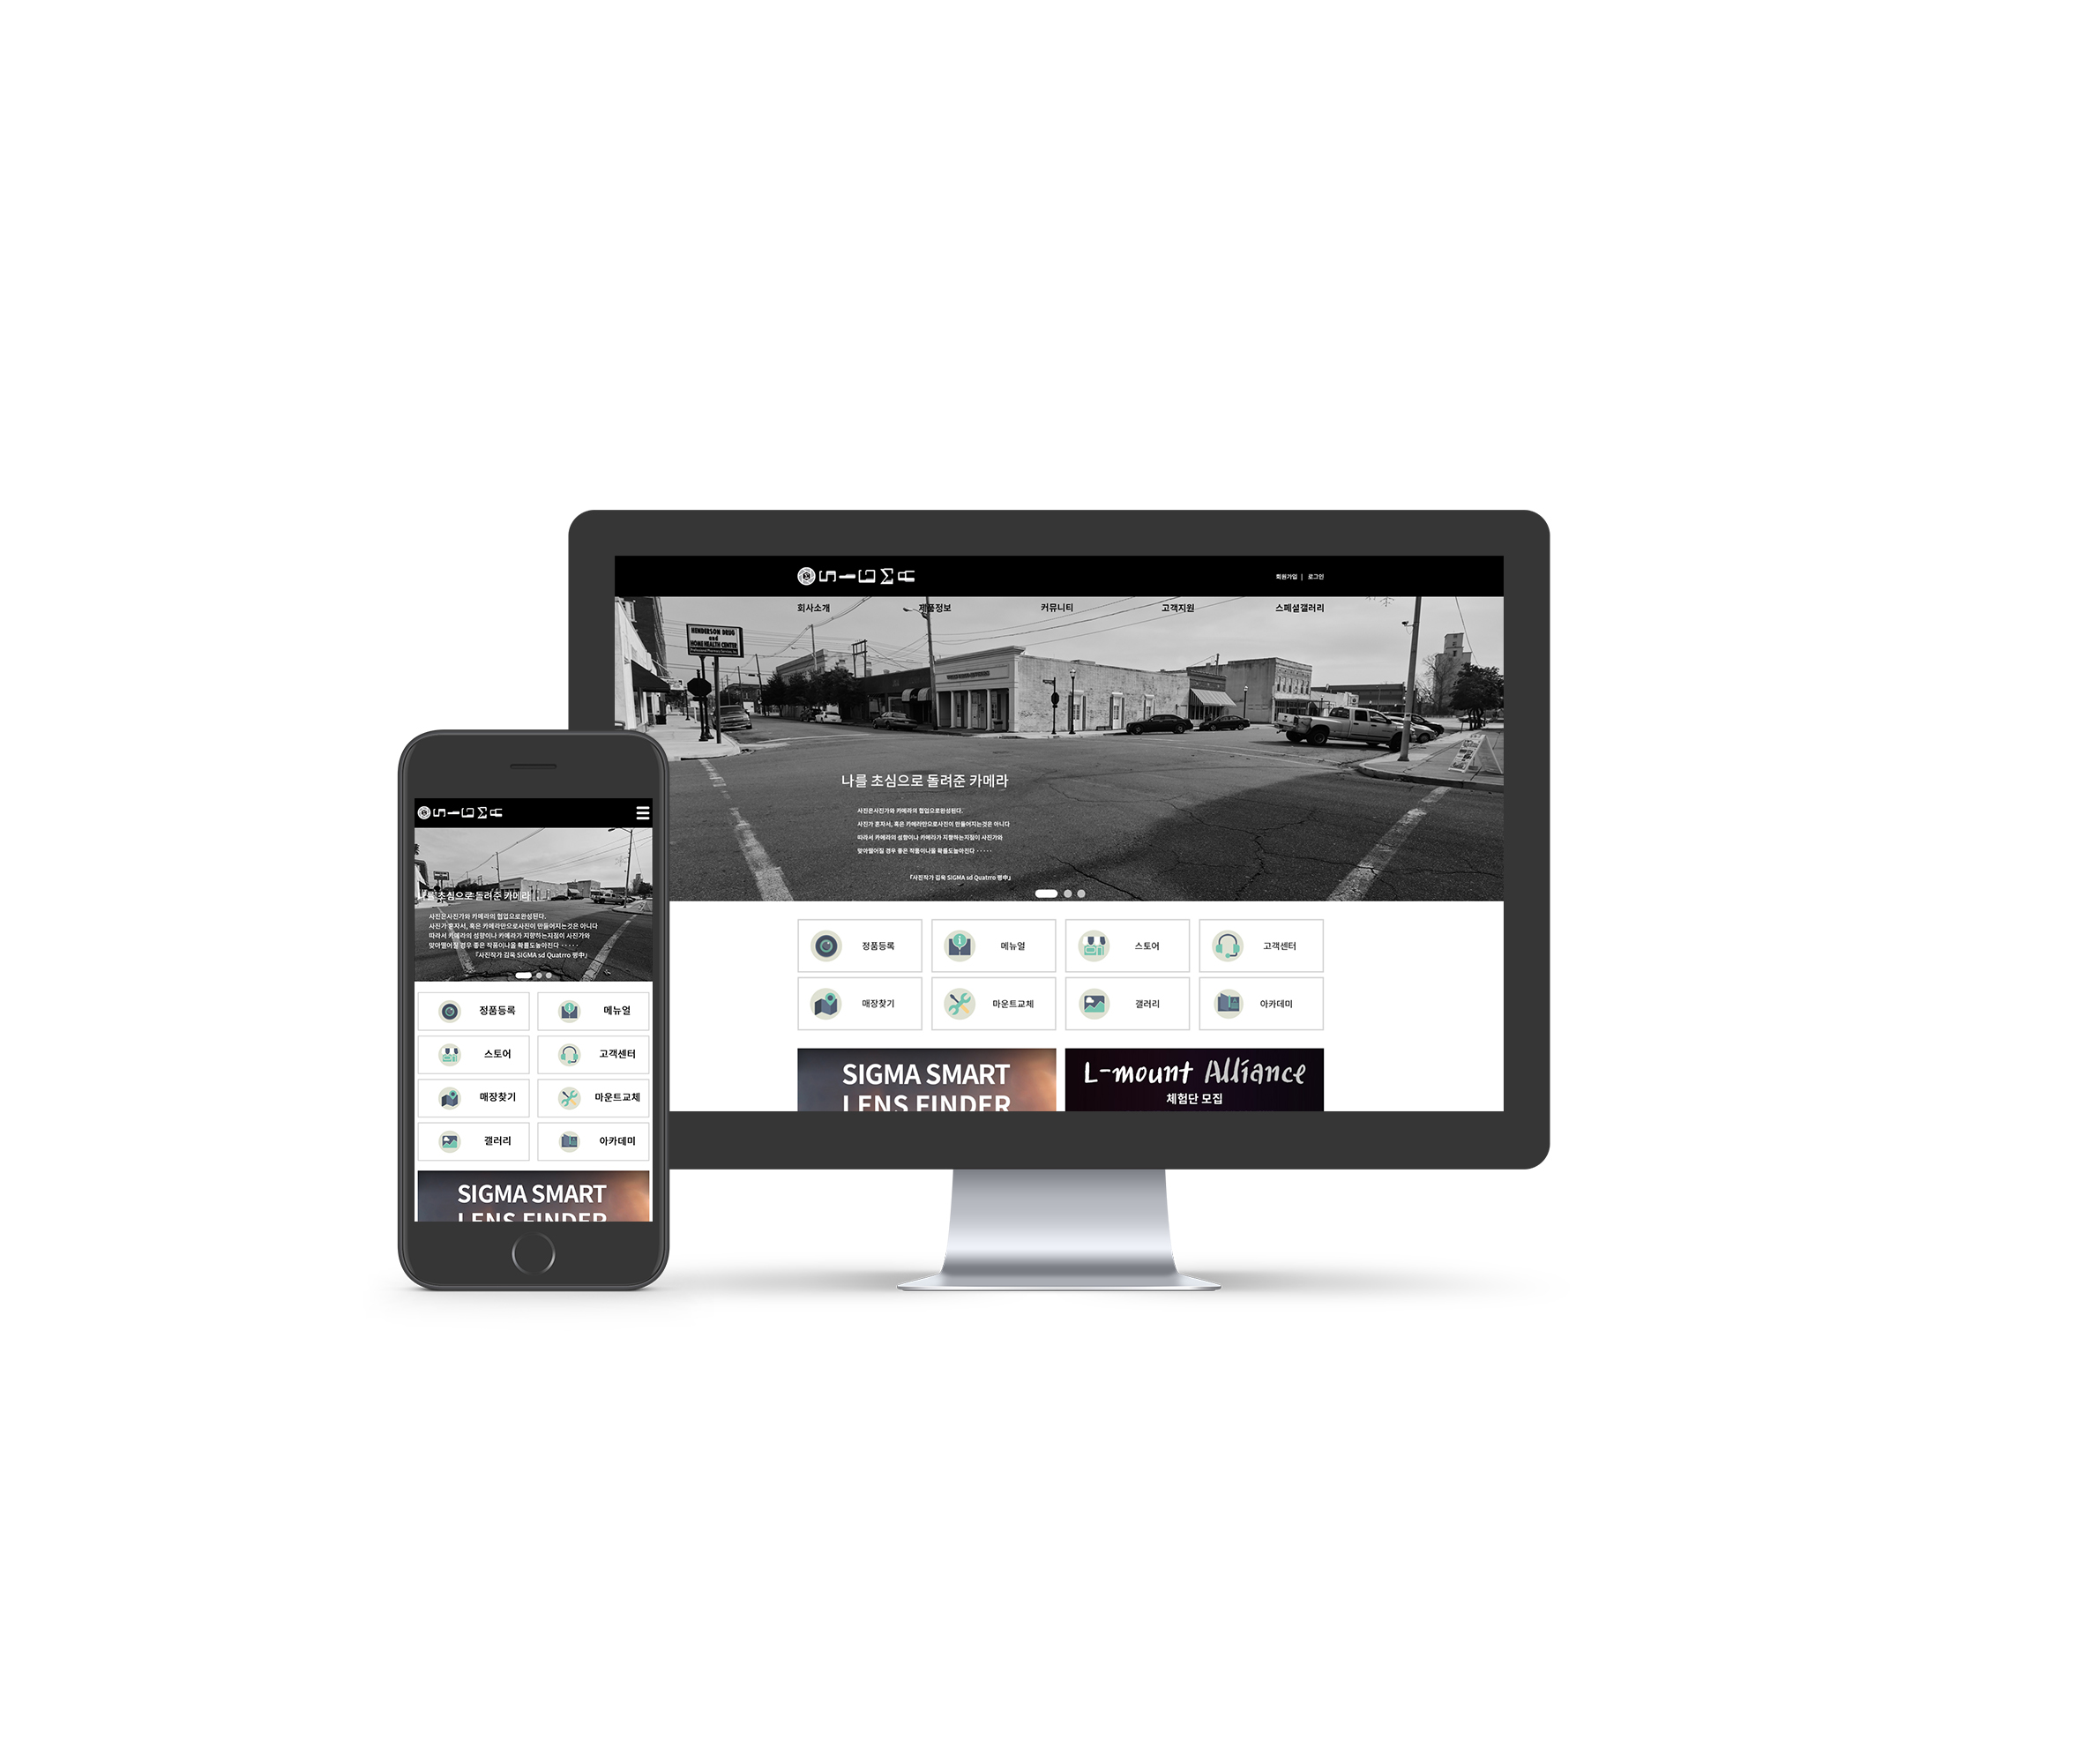 SIGMA
회원가입 | 로그인
회사소개 제품정보 커뮤니티 고객지원 스페셜갤러리
HENDERSON DRUG
and
HOME HEALTH CENTER
나를 초심으로 돌려준 카메라
사진은사진가와 카메라의 협업으로완성된다.
사진가 혼자서, 혹은 카메라만으로사진이 만들어지는것은 아니다
따라서 카메라의 성향이나 카메라가 지향하는지점이 사진가와
맞아떨어질 경우 좋은 작품이나올 확률도높아진다 ·····
「사진작가 김욱 SIGMA sd Quatrro 평中」
정품등록 메뉴얼 스토어 고객센터
매장찾기 마운트교체 갤러리 아카데미
SIGMA SMART
LENS FINDER
L-mount Alliance
체험단 모집
SIGMA
나를 초심으로 돌려준 카메라
사진은사진가와 카메라의 협업으로완성된다.
사진가 혼자서, 혹은 카메라만으로사진이 만들어지는것은 아니다
따라서 카메라의 성향이나 카메라가 지향하는지점이 사진가와
맞아떨어질 경우 좋은 작품이나올 확률도높아진다 ·····
「사진작가 김욱 SIGMA sd Quatrro 평中」
정품등록 메뉴얼
스토어 고객센터
매장찾기 마운트교체
갤러리 아카데미
SIGMA SMART
LENS FINDER